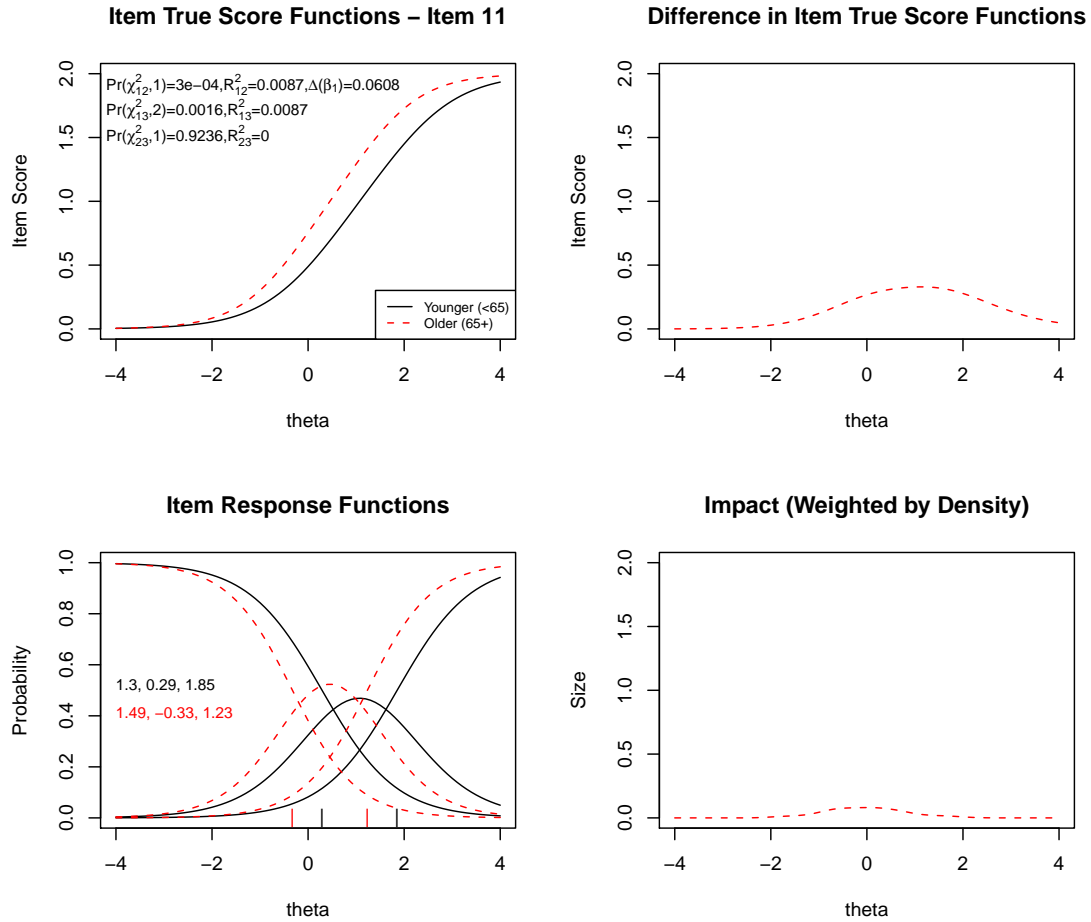 Item True Score Functions − Item 11
Pr(χ²₁₂,1)=3e−04,R²₁₂=0.0087,Δ(β₁)=0.0608
Pr(χ²₁₃,2)=0.0016,R²₁₃=0.0087
Pr(χ²₂₃,1)=0.9236,R²₂₃=0
Item Score
0.0 0.5 1.0 1.5 2.0
Younger (<65)
Older (65+)
−4 −2 0 2 4
theta
Difference in Item True Score Functions
Item Score
0.0 0.5 1.0 1.5 2.0
−4 −2 0 2 4
theta
Item Response Functions
Probability
0.0 0.2 0.4 0.6 0.8 1.0
1.3, 0.29, 1.85
1.49, −0.33, 1.23
−4 −2 0 2 4
theta
Impact (Weighted by Density)
Size
0.0 0.5 1.0 1.5 2.0
−4 −2 0 2 4
theta